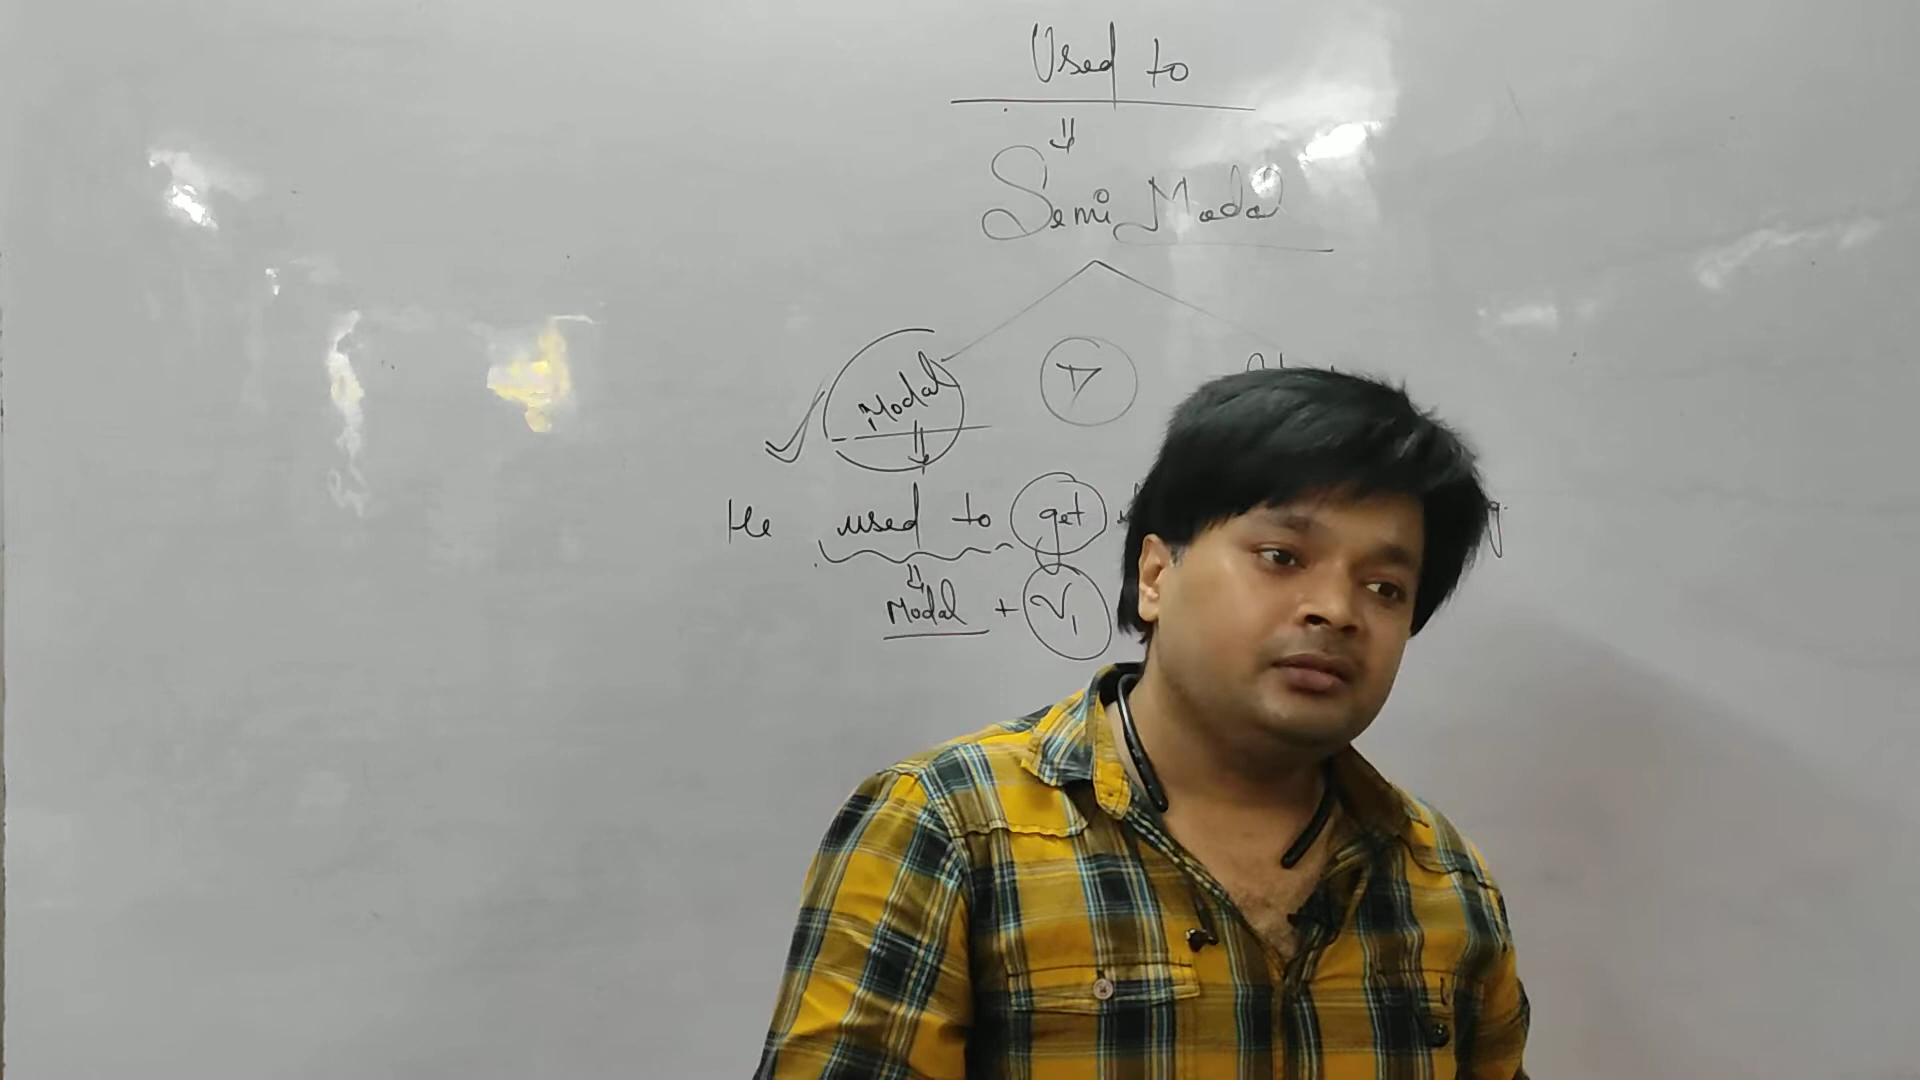 Used to
Semi Modal
Modal
He used to get
Modal + V1